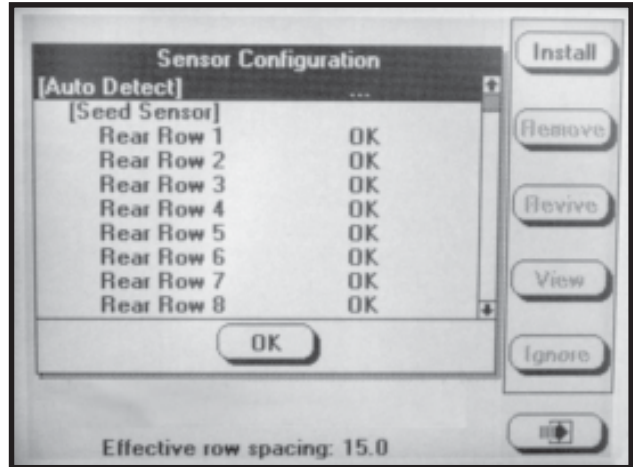 Sensor Configuration
[Auto Detect] ...
[Seed Sensor]
Rear Row 1 OK
Rear Row 2 OK
Rear Row 3 OK
Rear Row 4 OK
Rear Row 5 OK
Rear Row 6 OK
Rear Row 7 OK
Rear Row 8 OK
OK
Effective row spacing: 15.0
Install
Remove
Revive
View
Ignore